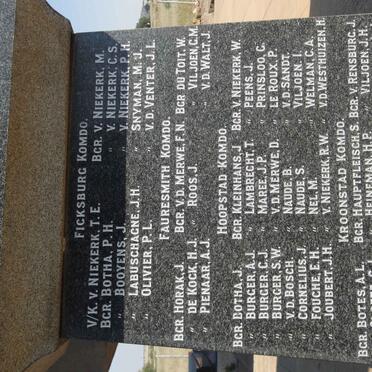 FICKSBURG KOMDO.
V/K. V. NIEKERK, T. E. BGR. V. NIEKERK, M.
BGR. BOTHA, P. H. " V. NIEKERK, C. S.
" BOOYENS, J. " V. NIEKERK, P. H.
" LABUSCHAGNE, J. H. " SNYMAN, M. J.
" OLIVIER, P. L. " V. D. VENTER, J. L.
FAURESMITH KOMDO.
BGR. HORAK, J. BGR. V. D. MERWE, F. N. BGR. DU TOIT, W.
" DE KOCK, H. J. " ROOS, J. " VILJOEN, C. M.
" PIENAAR, A. J. " V. D. WALT, J.
HOOPSTAD KOMDO.
BGR. BOTHA, J. BGR. KLEINHANS, J. BGR. V. NIEKERK, W.
" BURGER, A. J. " LAMBRECHT, T. " PEENS, J.
" BURGER, C. J. " MAREE, J. P. " PRINSLOO, C.
" BURGER, S. W. " V. D. MERWE, D. " LE ROUX, P.
" V. D. BOSCH, " NAUDE, B. " V. D. SANDT,
" CORNELIUS, J. " NAUDE, S. " VILJOEN,
" FOUCHE, E. H. " NEL, M. " WELMAN, C. A.
" JOUBERT, J. H. " V. NIEKERK, R. W. " V. D. WESTHUIZEN, H.
KROONSTAD KOMDO.
BGR. BOTES, A. L. BGR. HAUPTFLEISCH, S. BGR. V. RENSBURG, J.
HEINEMAN, H. P. " VILJOEN, H. J.